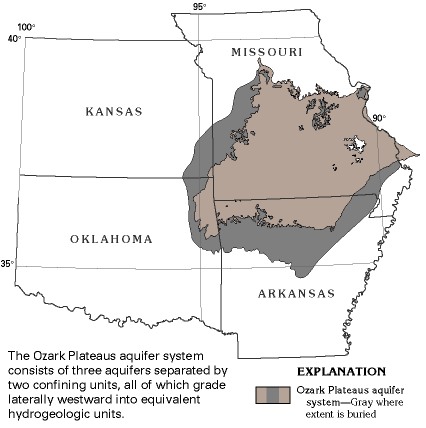 95°
100°
40°
MISSOURI
KANSAS
90°
OKLAHOMA
35°
ARKANSAS
The Ozark Plateaus aquifer system
consists of three aquifers separated by
two confining units, all of which grade
laterally westward into equivalent
hydrogeologic units.
EXPLANATION
Ozark Plateaus aquifer
system—Gray where
extent is buried